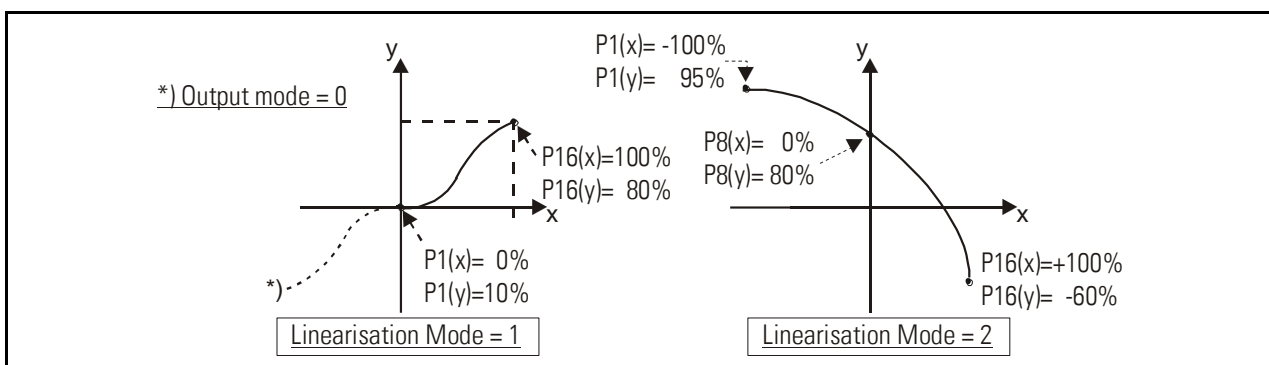 *) Output mode = 0
y
P16(x)=100%
P16(y)= 80%
x
P1(x)= 0%
P1(y)=10%
*)
Linearisation Mode = 1
P1(x)= -100%
P1(y)= 95%
y
P8(x)= 0%
P8(y)= 80%
x
P16(x)=+100%
P16(y)= -60%
Linearisation Mode = 2